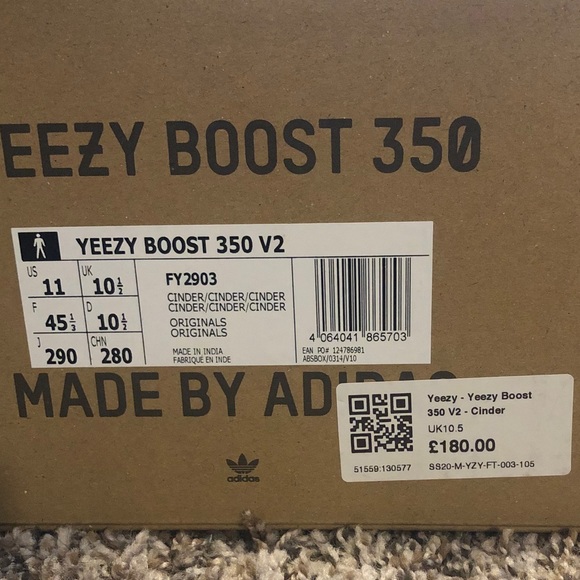 EEZY BOOST 350
YEEZY BOOST 350 V2
US 11 UK 10½
F 45⅓ D 10½
J 290 CHN 280
FY2903
CINDER/CINDER/CINDER
CINDER/CINDER/CINDER
ORIGINALS
ORIGINALS
MADE IN INDIA
FABRIQUE EN INDE
4 064041 865703
EAN PO# 124786981
ABSBOX/0314/V10
MADE BY ADIDAS
Yeezy - Yeezy Boost
350 V2 - Cinder
UK10.5
£180.00
51559:130577
SS20-M-YZY-FT-003-105
adidas